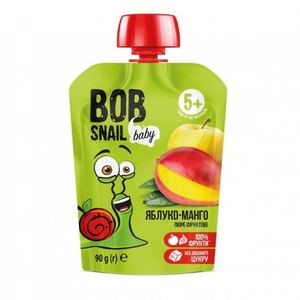 BOB
SNAIL
baby
5+
ЯБЛУКО-МАНГО
ПЮРЕ ФРУКТОВЕ
100%
ФРУКТИ
БЕЗ ДОДАНОГО
ЦУКРУ
90 g (г) ℮